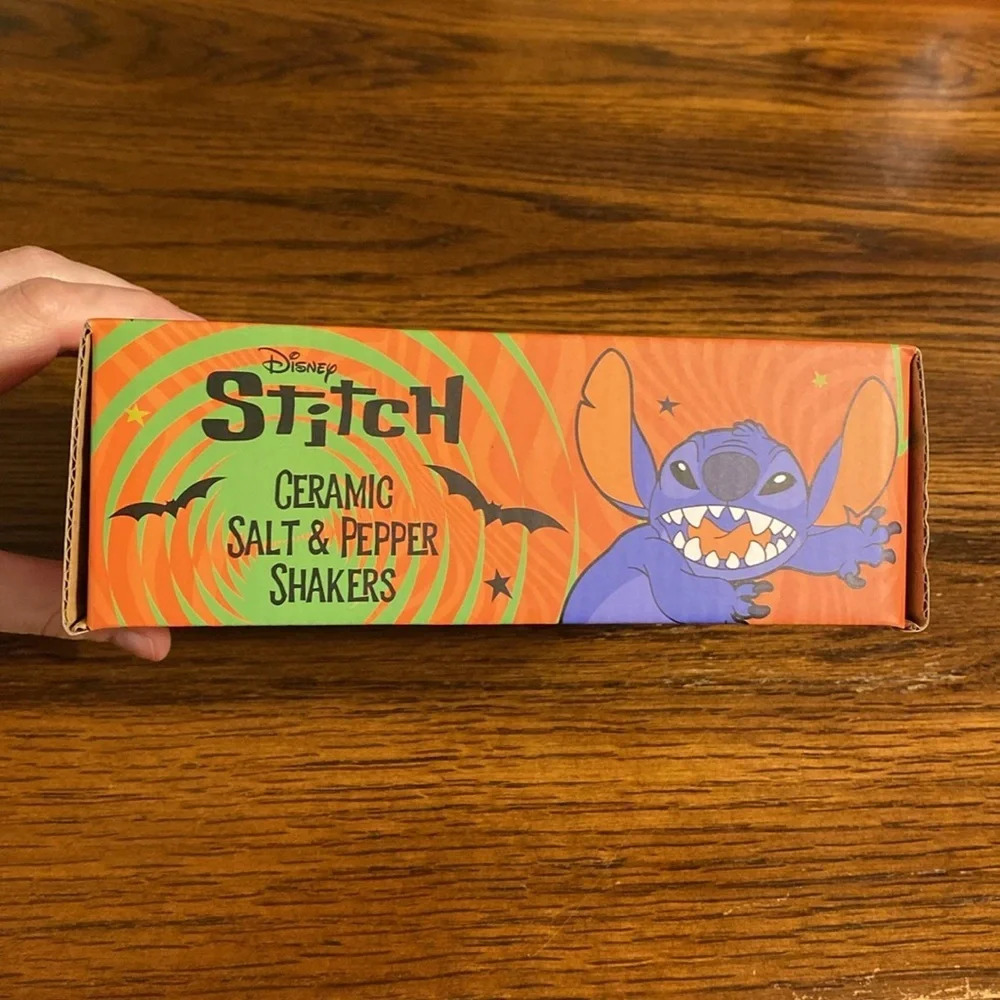 Disney
Stitch
Ceramic
Salt & Pepper
Shakers